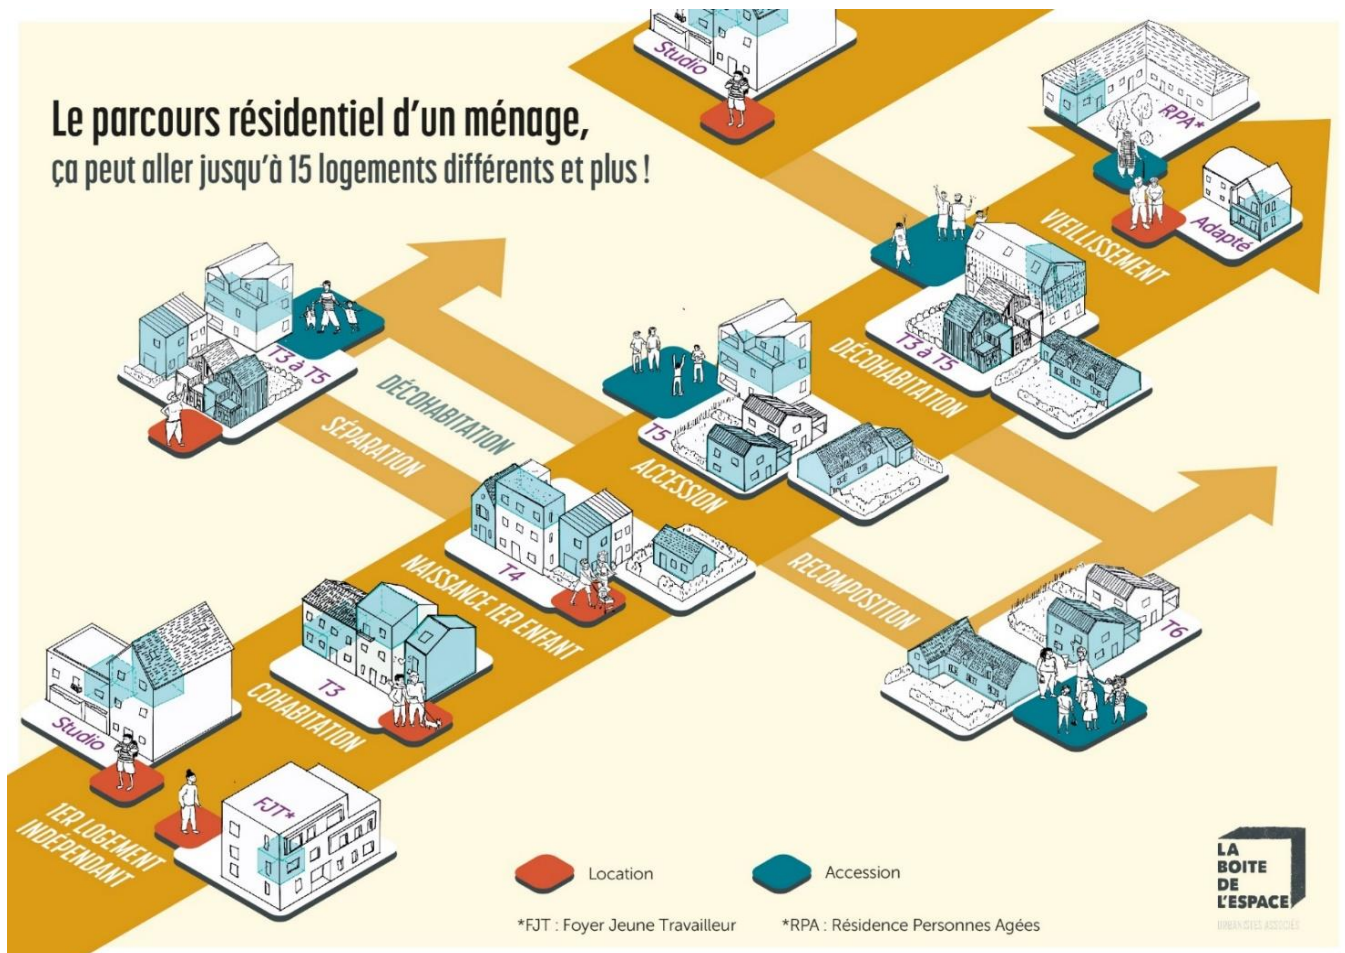 Le parcours résidentiel d'un ménage,
ça peut aller jusqu'à 15 logements différents et plus !
Studio
RPA*
Adapté
VIEILLISSEMENT
T3 à T5
DÉCOHABITATION
T3 à T5
DÉCOHABITATION
SÉPARATION
T5
ACCESSION
T4
NAISSANCE 1ER ENFANT
RECOMPOSITION
T6
T3
COHABITATION
Studio
FJT*
1ER LOGEMENT
INDÉPENDANT
Location
Accession
*FJT : Foyer Jeune Travailleur
*RPA : Résidence Personnes Agées
LA
BOITE
DE
L'ESPACE
URBANISTES ASSOCIÉS